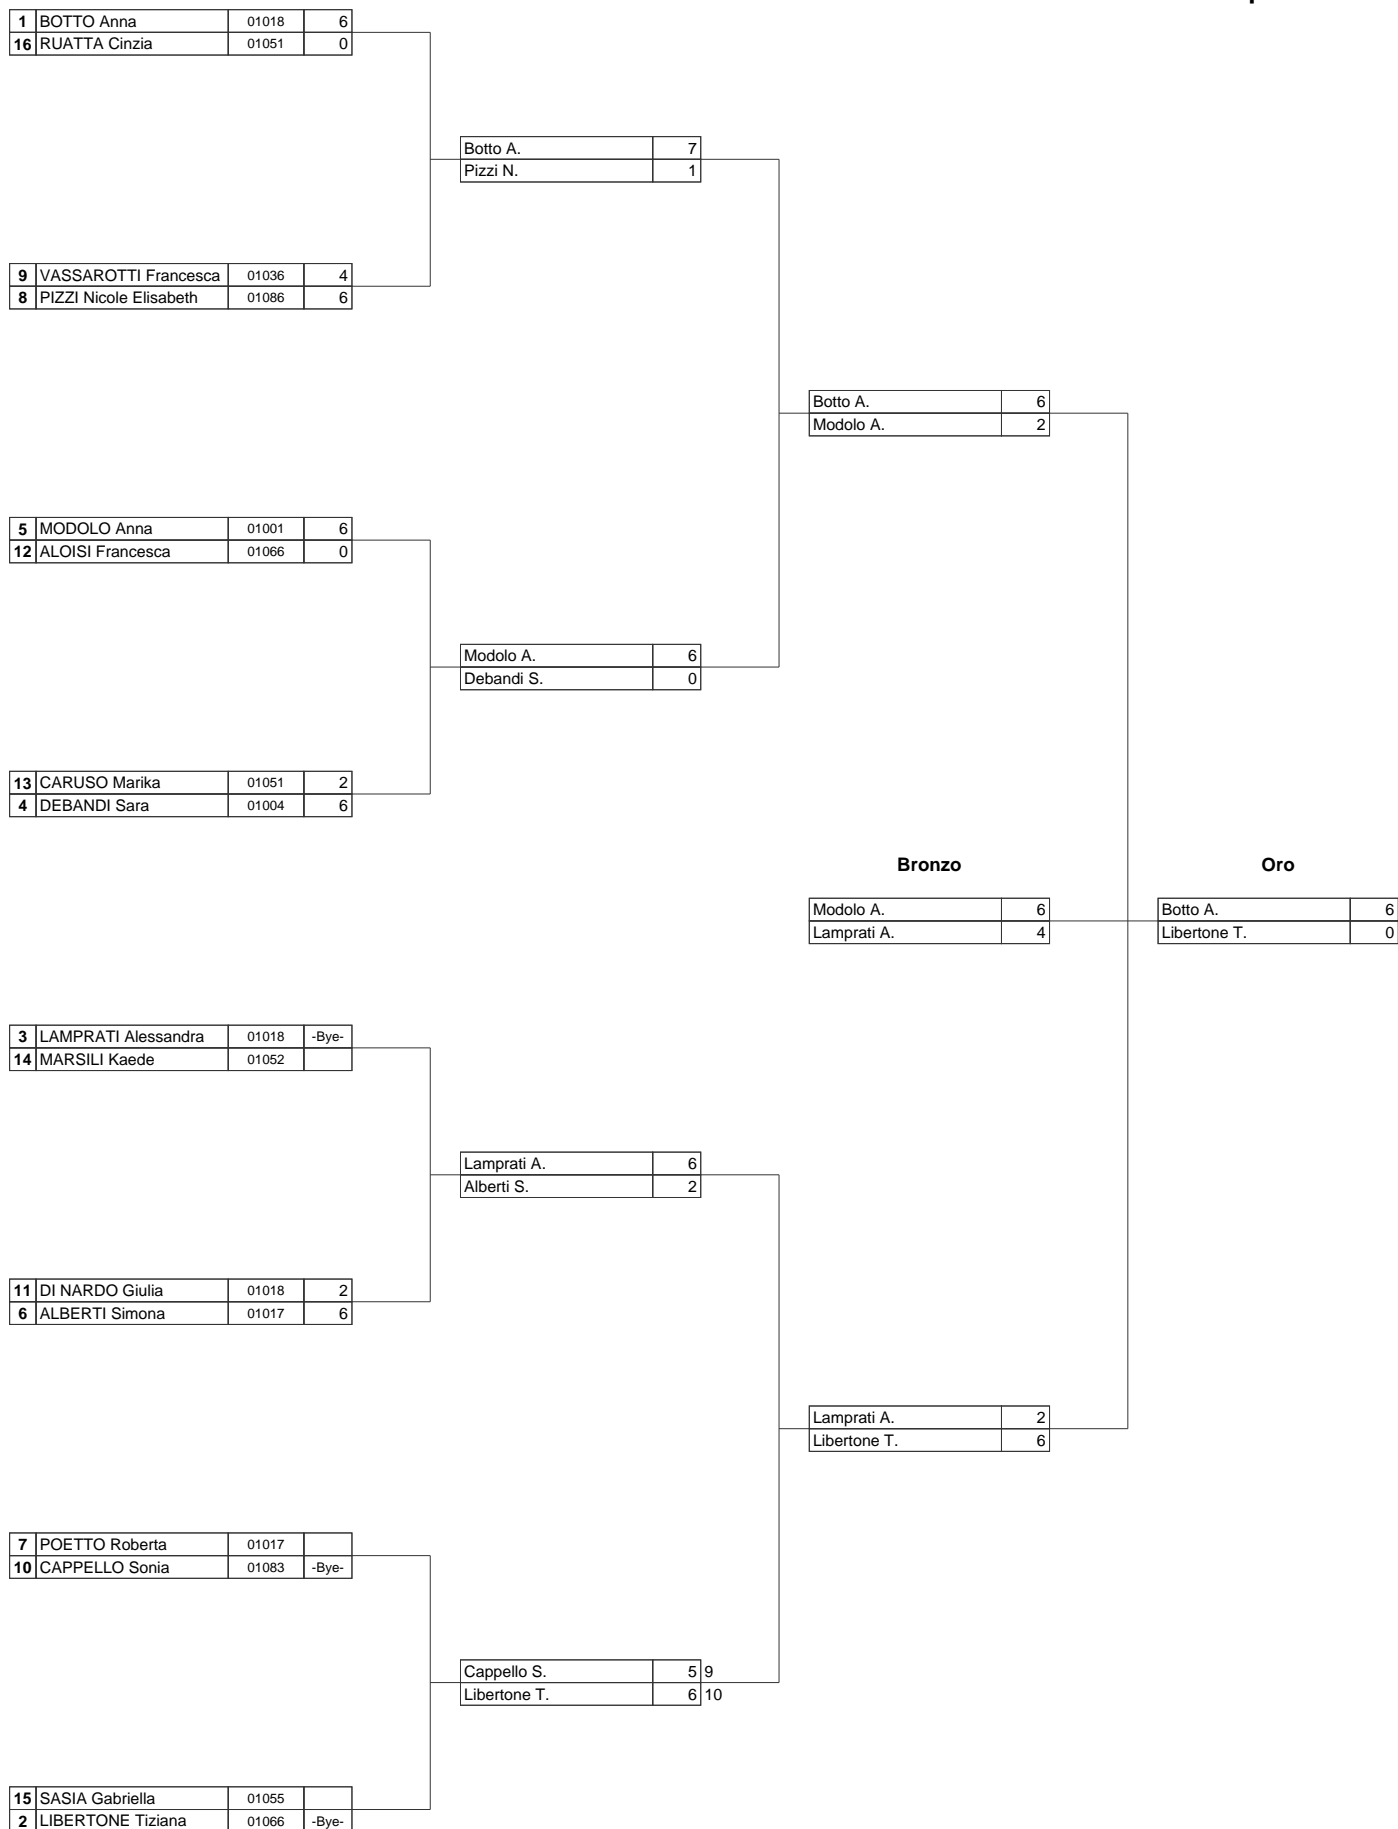 1 BOTTO Anna 01018 6
16 RUATTA Cinzia 01051 0
Botto A. 7
Pizzi N. 1
9 VASSAROTTI Francesca 01036 4
8 PIZZI Nicole Elisabeth 01086 6
Botto A. 6
Modolo A. 2
5 MODOLO Anna 01001 6
12 ALOISI Francesca 01066 0
Modolo A. 6
Debandi S. 0
13 CARUSO Marika 01051 2
4 DEBANDI Sara 01004 6
Bronzo Oro
Modolo A. 6 Botto A. 6
Lamprati A. 4 Libertone T. 0
3 LAMPRATI Alessandra 01018 -Bye-
14 MARSILI Kaede 01052
Lamprati A. 6
Alberti S. 2
11 DI NARDO Giulia 01018 2
6 ALBERTI Simona 01017 6
Lamprati A. 2
Libertone T. 6
7 POETTO Roberta 01017
10 CAPPELLO Sonia 01083 -Bye-
Cappello S. 5 9
Libertone T. 6 10
15 SASIA Gabriella 01055
2 LIBERTONE Tiziana 01066 -Bye-